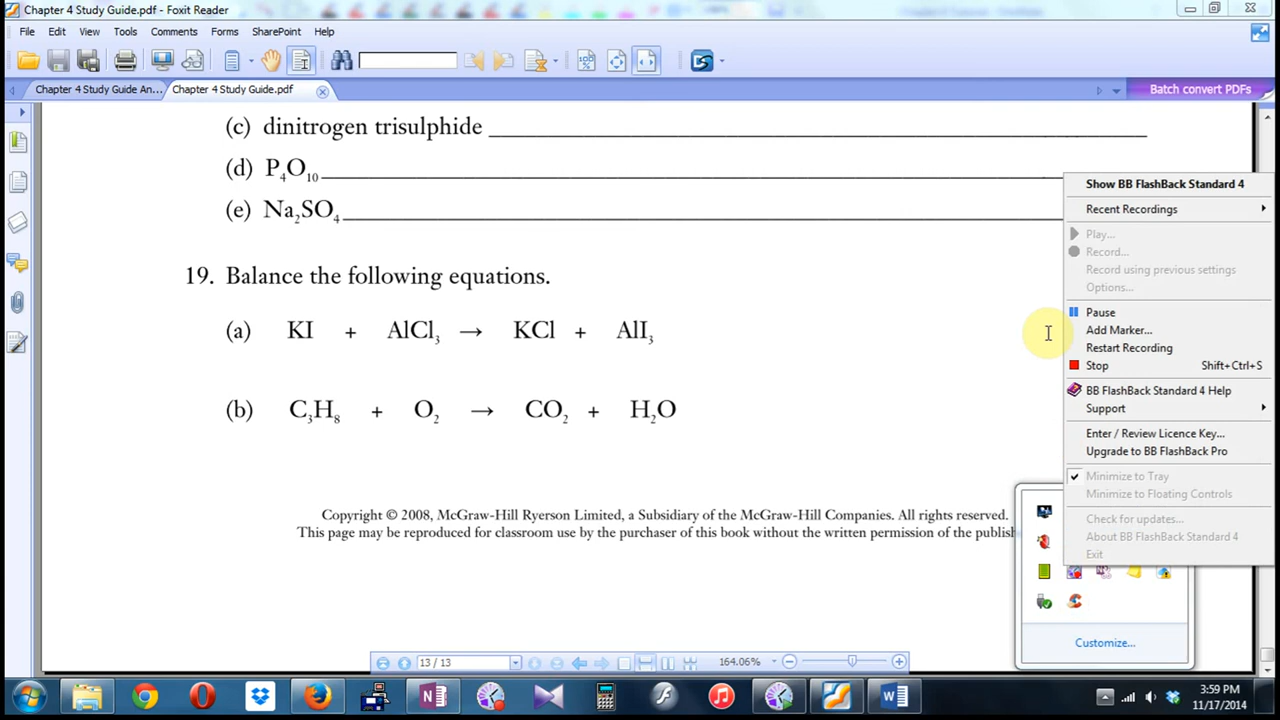 Chapter 4 Study Guide.pdf - Foxit Reader
File Edit View Tools Comments Forms SharePoint Help
Chapter 4 Study Guide An... Chapter 4 Study Guide.pdf Batch convert PDFs
(c) dinitrogen trisulphide ____
(d) P₄O₁₀ ____
(e) Na₂SO₄ ____
19. Balance the following equations.
(a) KI + AlCl₃ → KCl + AlI₃
(b) C₃H₈ + O₂ → CO₂ + H₂O
Copyright © 2008, McGraw-Hill Ryerson Limited, a Subsidiary of the McGraw-Hill Companies. All rights reserved.
This page may be reproduced for classroom use by the purchaser of this book without the written permission of the publish
Show BB FlashBack Standard 4
Recent Recordings
Play...
Record...
Record using previous settings
Options...
Pause
Add Marker...
Restart Recording
Stop Shift+Ctrl+S
BB FlashBack Standard 4 Help
Support
Enter / Review Licence Key...
Upgrade to BB FlashBack Pro
Minimize to Tray
Minimize to Floating Controls
Check for updates...
About BB FlashBack Standard 4
Exit
Customize...
13 / 13 164.06%
3:59 PM
11/17/2014